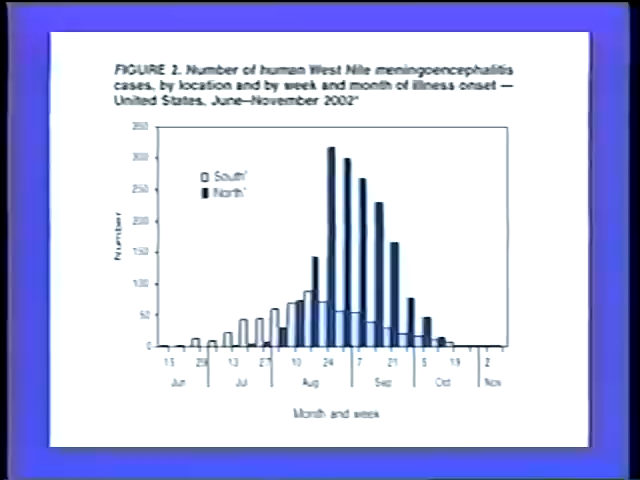 FIGURE 2. Number of human West Nile meningoencephalitis
cases, by location and by week and month of illness onset —
United States, June–November 2002*
350
300
250
200
150
100
50
0
Number
South†
North†
15 29 13 27 10 24 7 21 5 19 2
Jun Jul Aug Sep Oct Nov
Month and week